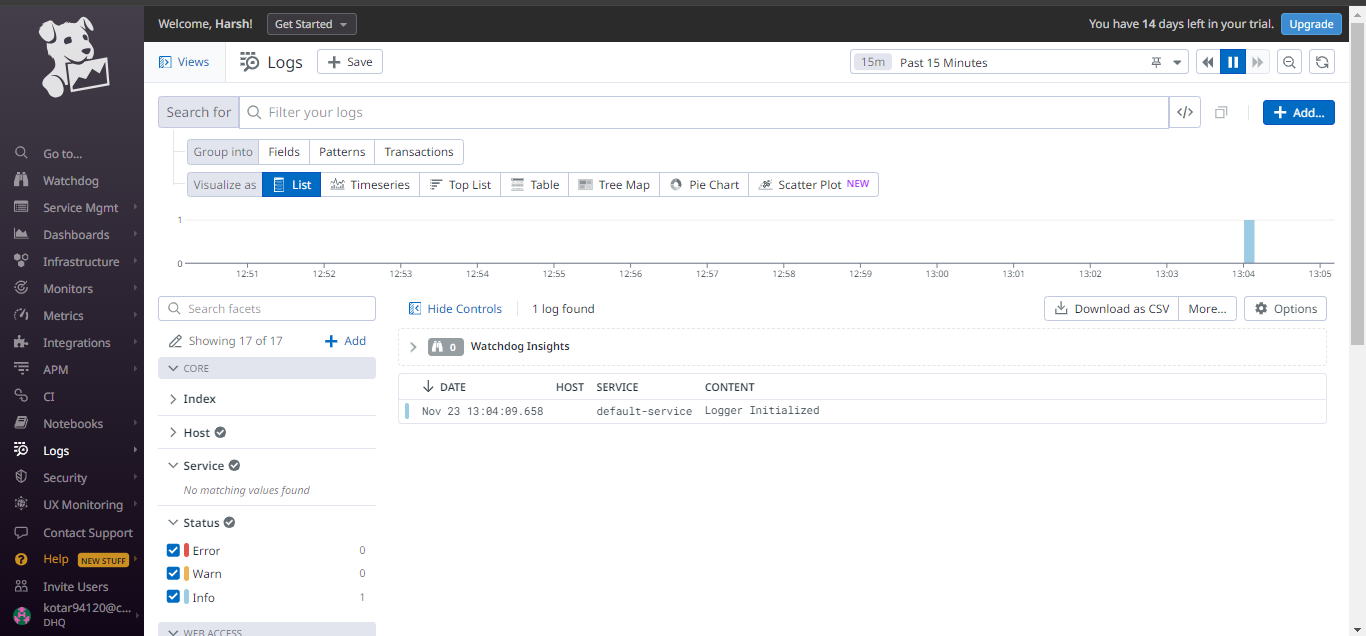 Welcome, Harsh!
Get Started
You have 14 days left in your trial.
Upgrade
Views
Logs
Save
15m Past 15 Minutes
Search for
Filter your logs
Add...
Group into Fields Patterns Transactions
Visualize as List Timeseries Top List Table Tree Map Pie Chart Scatter Plot NEW
1
0
12:51 12:52 12:53 12:54 12:55 12:56 12:57 12:58 12:59 13:00 13:01 13:02 13:03 13:04 13:05
Go to...
Watchdog
Service Mgmt
Dashboards
Infrastructure
Monitors
Metrics
Integrations
APM
CI
Notebooks
Logs
Security
UX Monitoring
Contact Support
Help NEW STUFF
Invite Users
kotar94120@c...
DHQ
Search facets
Showing 17 of 17
Add
CORE
Index
Host
Service
No matching values found
Status
Error 0
Warn 0
Info 1
WEB ACCESS
Hide Controls
1 log found
Download as CSV
More...
Options
0 Watchdog Insights
DATE HOST SERVICE CONTENT
Nov 23 13:04:09.658 default-service Logger Initialized